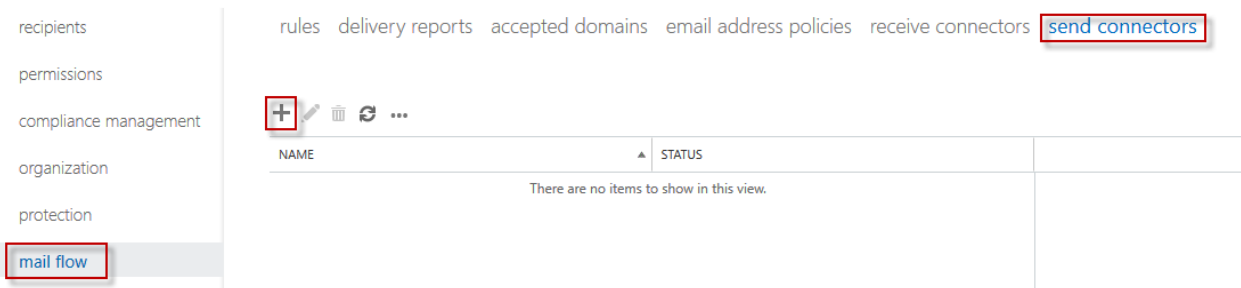 recipients
permissions
compliance management
organization
protection
mail flow
rules delivery reports accepted domains email address policies receive connectors send connectors
NAME STATUS
There are no items to show in this view.